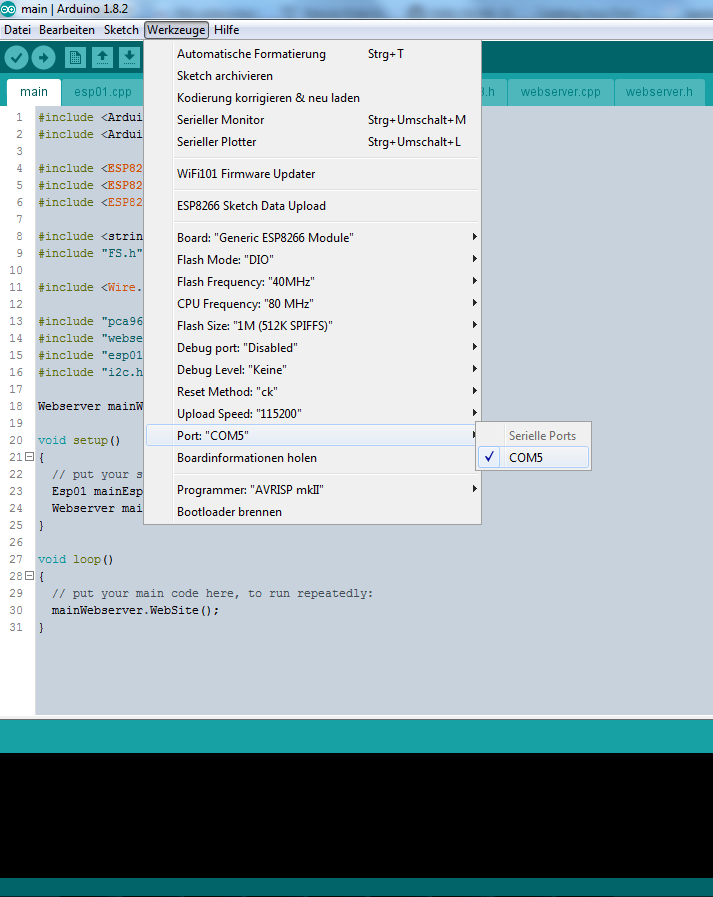 main | Arduino 1.8.2
Datei Bearbeiten Sketch Werkzeuge Hilfe
main esp01.cpp webserver.cpp webserver.h
Automatische Formatierung Strg+T
Sketch archivieren
Kodierung korrigieren & neu laden
Serieller Monitor Strg+Umschalt+M
Serieller Plotter Strg+Umschalt+L
WiFi101 Firmware Updater
ESP8266 Sketch Data Upload
Board: "Generic ESP8266 Module"
Flash Mode: "DIO"
Flash Frequency: "40MHz"
CPU Frequency: "80 MHz"
Flash Size: "1M (512K SPIFFS)"
Debug port: "Disabled"
Debug Level: "Keine"
Reset Method: "ck"
Upload Speed: "115200"
Port: "COM5"
Boardinformationen holen
Programmer: "AVRISP mkII"
Bootloader brennen
Serielle Ports
COM5
1 #include <Ardui
2 #include <Ardui
3
4 #include <ESP82
5 #include <ESP82
6 #include <ESP82
7
8 #include <strin
9 #include "FS.h"
10
11 #include <Wire.
12
13 #include "pca96
14 #include "webse
15 #include "esp01
16 #include "i2c.h
17
18 Webserver mainW
19
20 void setup()
21 {
22 // put your s
23 Esp01 mainEsp
24 Webserver mai
25 }
26
27 void loop()
28 {
29 // put your main code here, to run repeatedly:
30 mainWebserver.WebSite();
31 }